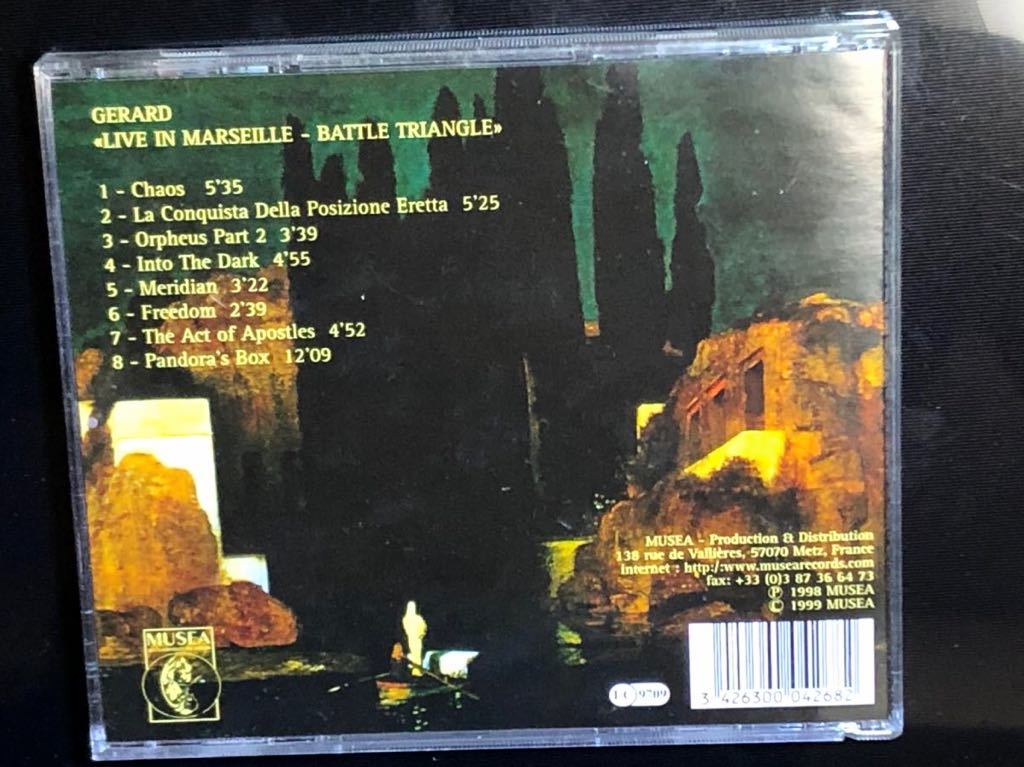 GERARD
«LIVE IN MARSEILLE - BATTLE TRIANGLE»
1 - Chaos 5'35
2 - La Conquista Della Posizione Eretta 5'25
3 - Orpheus Part 2 3'39
4 - Into The Dark 4'55
5 - Meridian 3'22
6 - Freedom 2'39
7 - The Act of Apostles 4'52
8 - Pandora's Box 12'09
MUSEA - Production & Distribution
138 rue de Vallières, 57070 Metz, France
Internet : http:/www.musearecords.com
fax: +33 (0)3 87 36 64 73
℗ 1998 MUSEA
© 1999 MUSEA
MUSEA
LC 9709
3 426300 042682